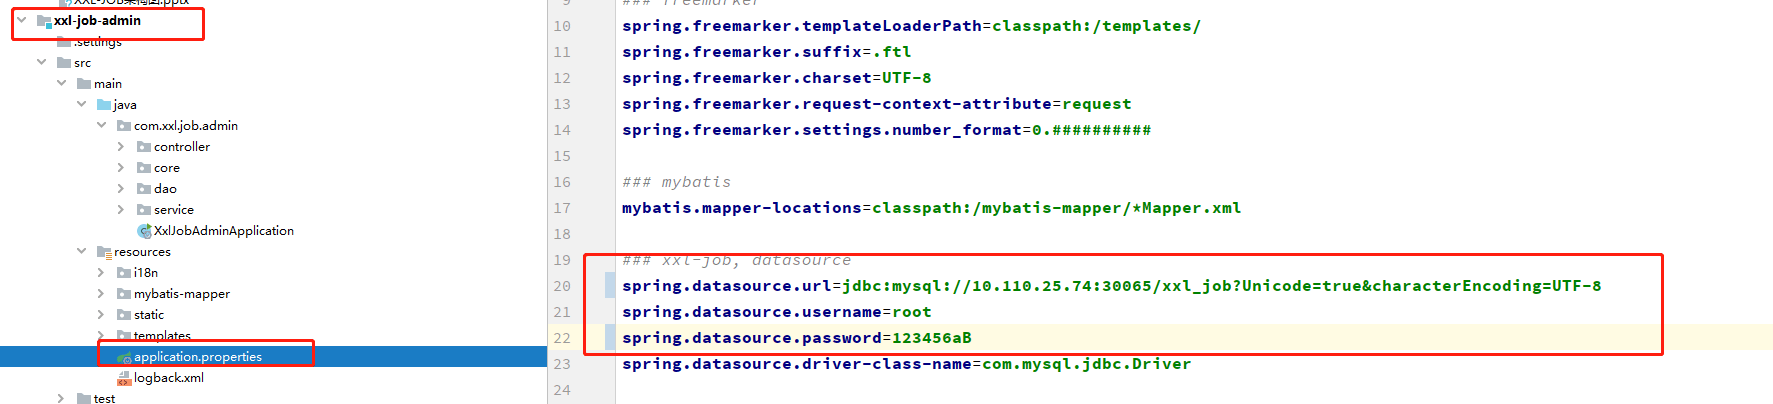 XXL-JOB架构图.pptx
xxl-job-admin
.settings
src
main
java
com.xxl.job.admin
controller
core
dao
service
XxlJobAdminApplication
resources
i18n
mybatis-mapper
static
templates
application.properties
logback.xml
test
9 ### freemarker
10 spring.freemarker.templateLoaderPath=classpath:/templates/
11 spring.freemarker.suffix=.ftl
12 spring.freemarker.charset=UTF-8
13 spring.freemarker.request-context-attribute=request
14 spring.freemarker.settings.number_format=0.##########
15
16 ### mybatis
17 mybatis.mapper-locations=classpath:/mybatis-mapper/*Mapper.xml
18
19 ### xxl-job, datasource
20 spring.datasource.url=jdbc:mysql://10.110.25.74:30065/xxl_job?Unicode=true&characterEncoding=UTF-8
21 spring.datasource.username=root
22 spring.datasource.password=123456aB
23 spring.datasource.driver-class-name=com.mysql.jdbc.Driver
24